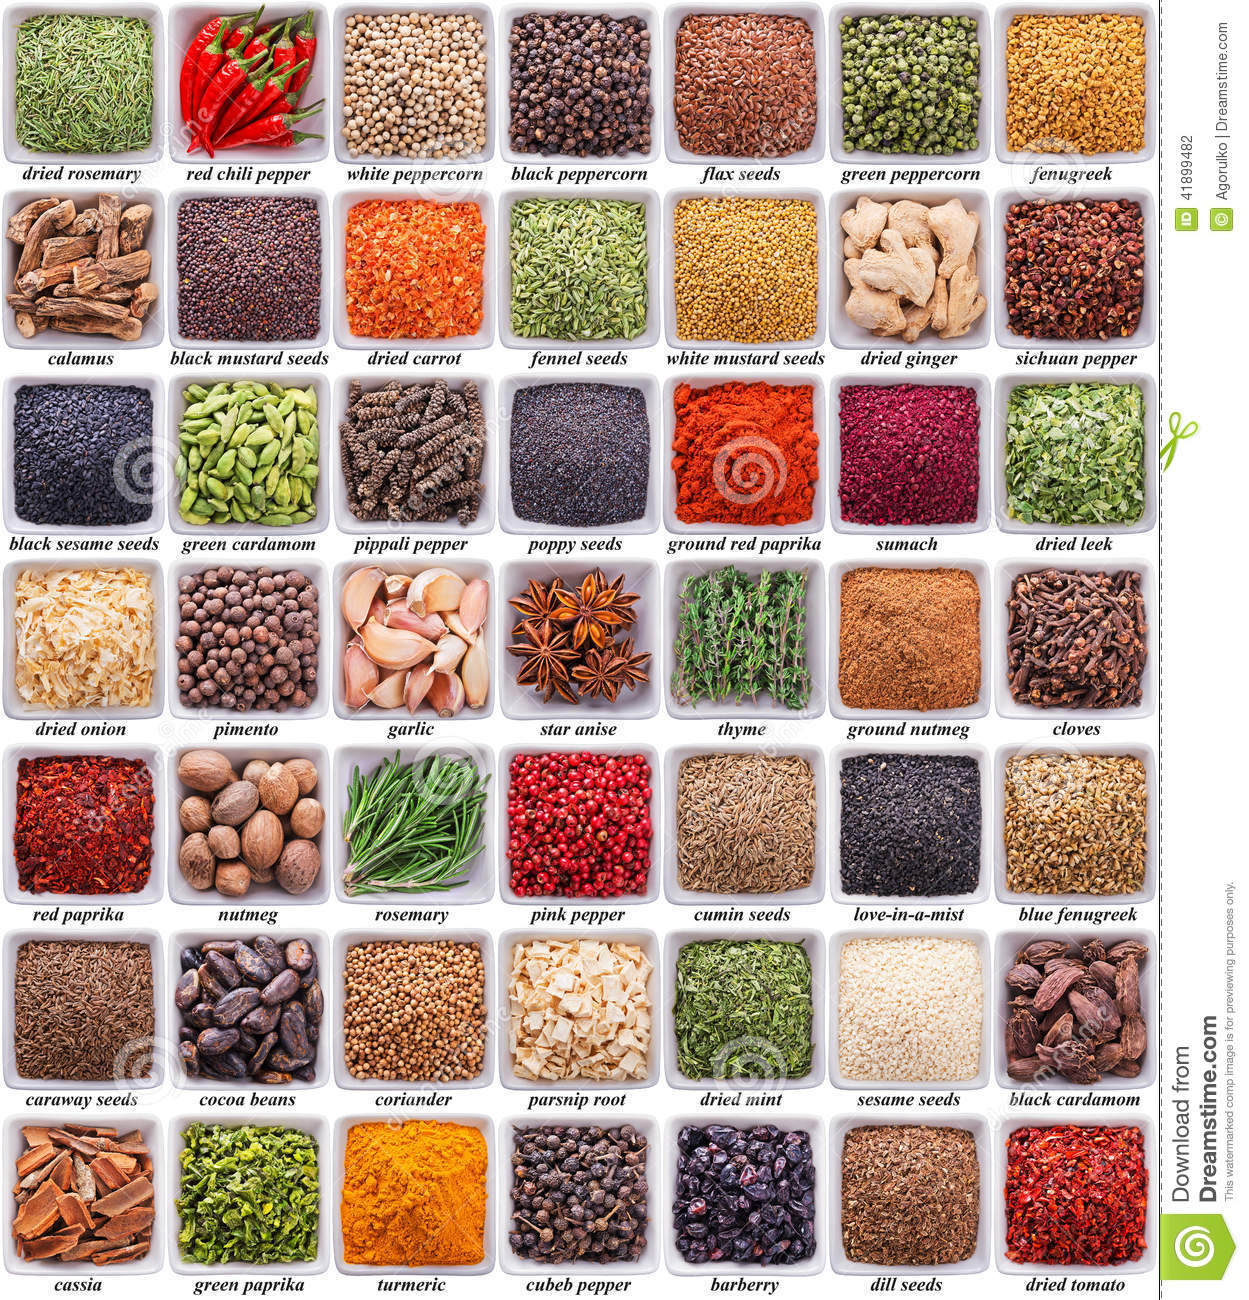 dried rosemary red chili pepper white peppercorn black peppercorn flax seeds green peppercorn fenugreek
calamus black mustard seeds dried carrot fennel seeds white mustard seeds dried ginger sichuan pepper
black sesame seeds green cardamom pippali pepper poppy seeds ground red paprika sumach dried leek
dried onion pimento garlic star anise thyme ground nutmeg cloves
red paprika nutmeg rosemary pink pepper cumin seeds love-in-a-mist blue fenugreek
caraway seeds cocoa beans coriander parsnip root dried mint sesame seeds black cardamom
cassia green paprika turmeric cubeb pepper barberry dill seeds dried tomato
ID 41899482
© Agorulko | Dreamstime.com
Download from
Dreamstime.com
This watermarked comp image is for previewing purposes only.